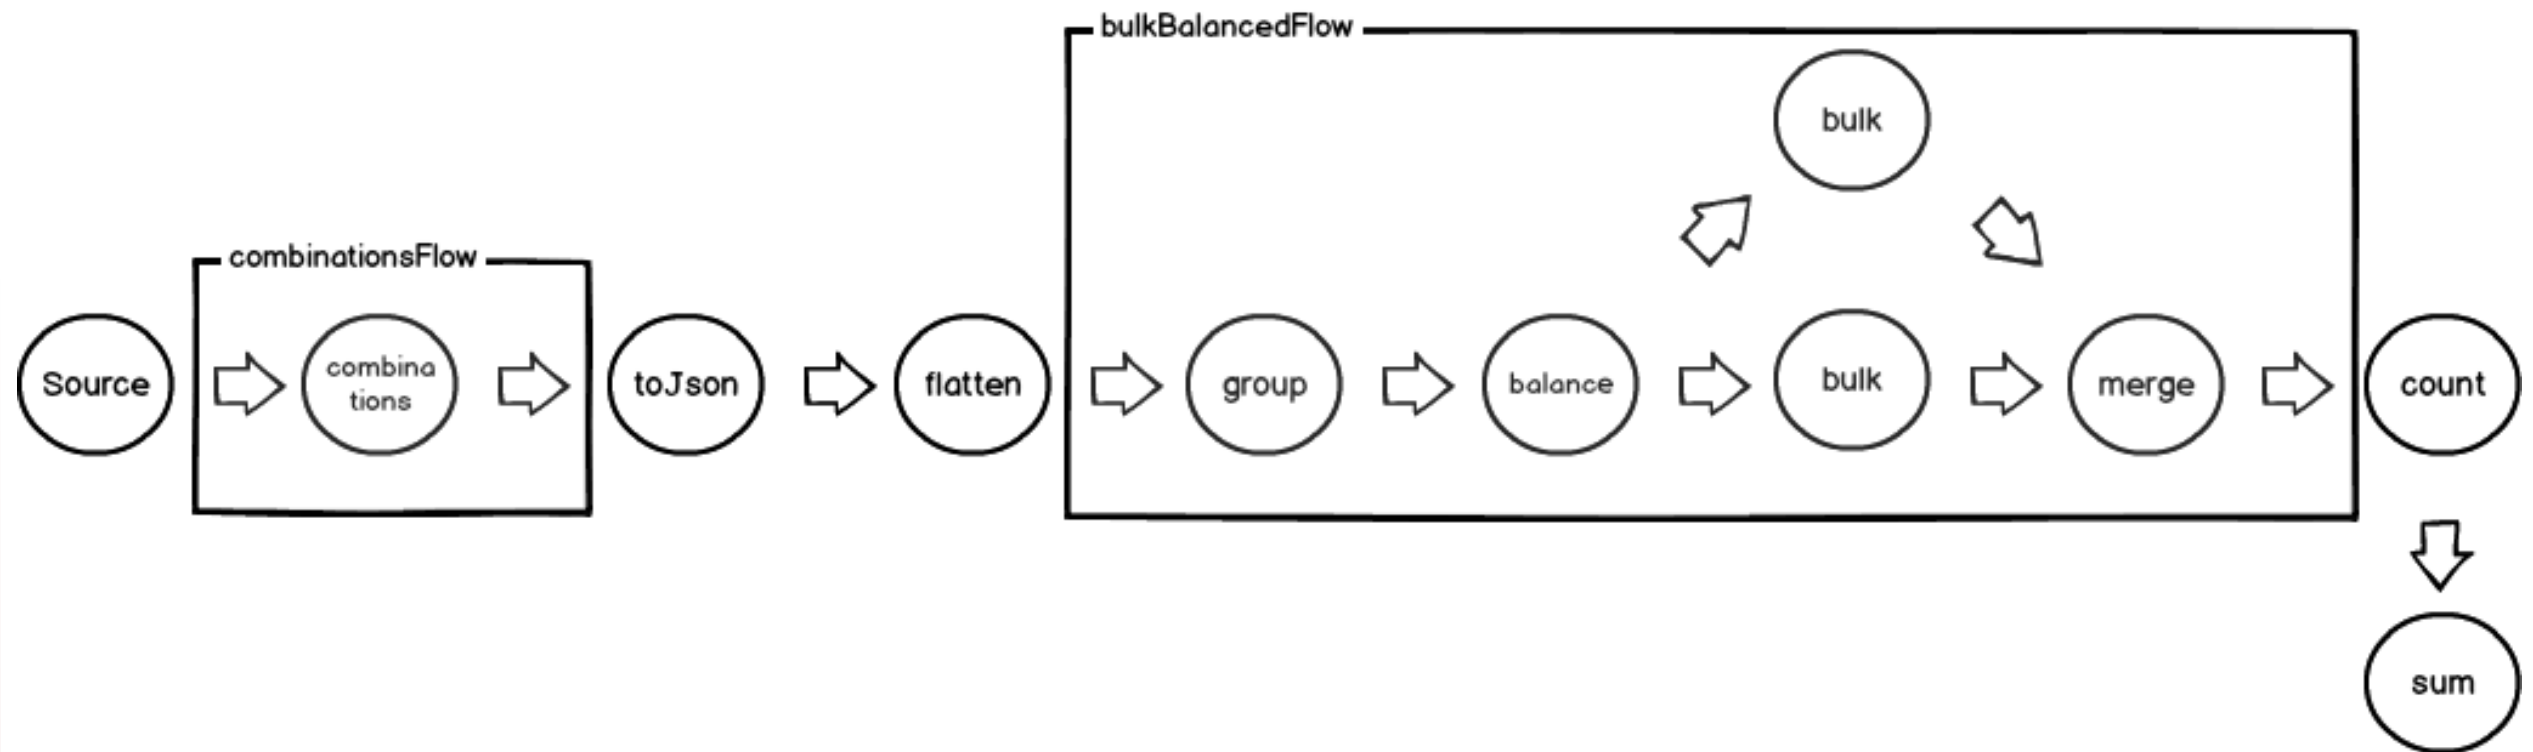 bulkBalancedFlow
bulk
combinationsFlow
Source
combina
tions
toJson
flatten
group
balance
bulk
merge
count
sum